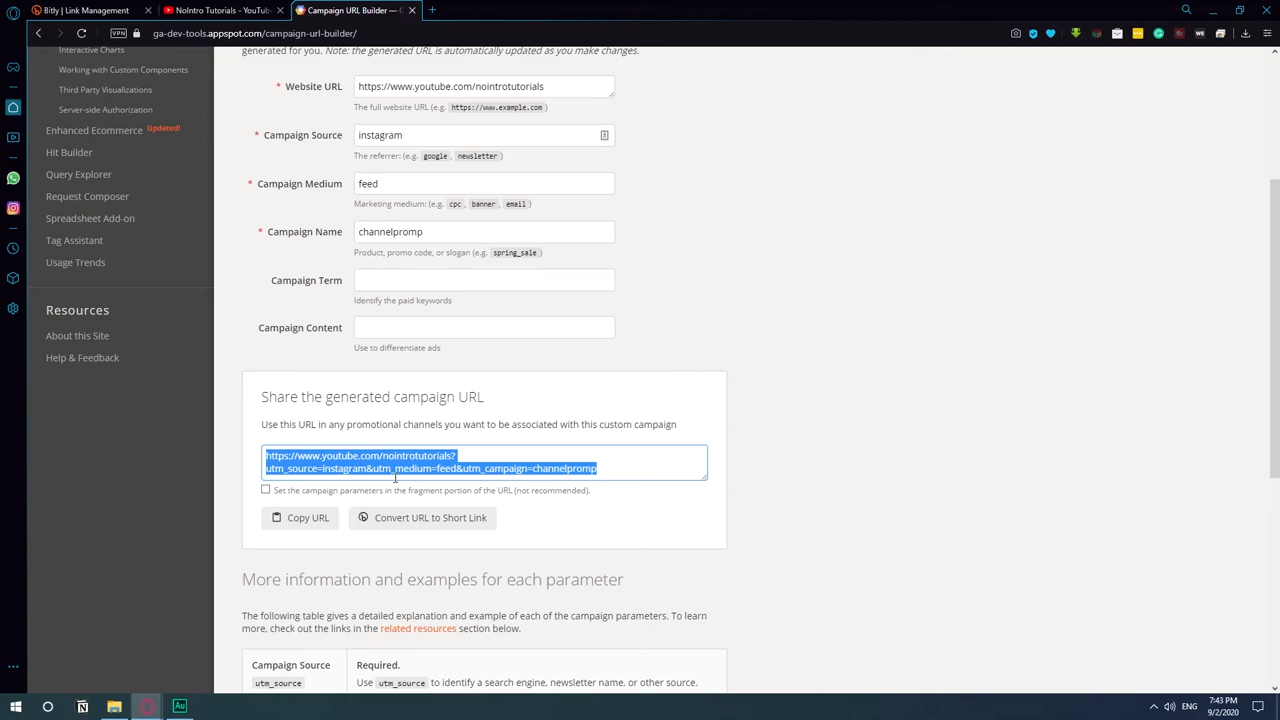 Bitly | Link Management
NoIntro Tutorials - YouTub
Campaign URL Builder —
VPN
ga-dev-tools.appspot.com/campaign-url-builder/
Interactive Charts
Working with Custom Components
Third Party Visualizations
Server-side Authorization
Enhanced Ecommerce Updated!
Hit Builder
Query Explorer
Request Composer
Spreadsheet Add-on
Tag Assistant
Usage Trends
Resources
About this Site
Help & Feedback
generated for you. Note: the generated URL is automatically updated as you make changes.
* Website URL
https://www.youtube.com/nointrotutorials
The full website URL (e.g. https://www.example.com )
* Campaign Source
instagram
The referrer: (e.g. google , newsletter )
* Campaign Medium
feed
Marketing medium: (e.g. cpc , banner , email )
* Campaign Name
channelpromp
Product, promo code, or slogan (e.g. spring_sale )
Campaign Term
Identify the paid keywords
Campaign Content
Use to differentiate ads
Share the generated campaign URL
Use this URL in any promotional channels you want to be associated with this custom campaign
https://www.youtube.com/nointrotutorials?
utm_source=instagram&utm_medium=feed&utm_campaign=channelpromp
Set the campaign parameters in the fragment portion of the URL (not recommended).
Copy URL
Convert URL to Short Link
More information and examples for each parameter
The following table gives a detailed explanation and example of each of the campaign parameters. To learn
more, check out the links in the related resources section below.
Campaign Source
utm_source
Required.
Use utm_source to identify a search engine, newsletter name, or other source.
Au
ENG
7:43 PM
9/2/2020